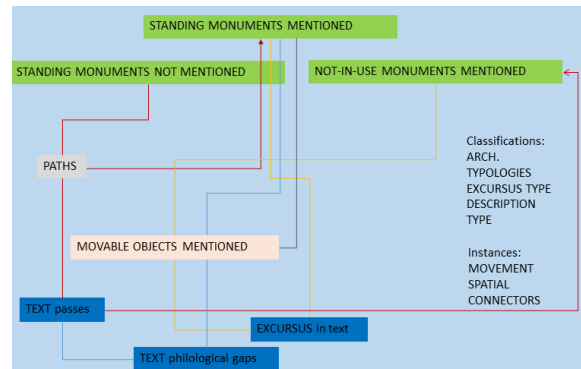 STANDING MONUMENTS MENTIONED
STANDING MONUMENTS NOT MENTIONED
NOT-IN-USE MONUMENTS MENTIONED
PATHS
MOVABLE OBJECTS MENTIONED
TEXT passes
EXCURSUS in text
TEXT philological gaps
Classifications:
ARCH.
TYPOLOGIES
EXCURSUS TYPE
DESCRIPTION
TYPE
Instances:
MOVEMENT
SPATIAL
CONNECTORS